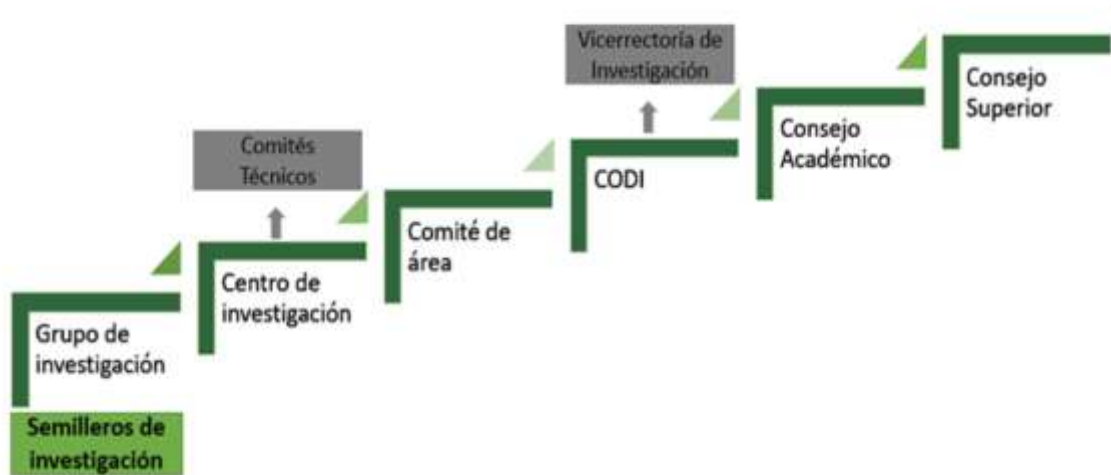 Semilleros de
investigación
Grupo de
investigación
Centro de
investigación
Comités
Técnicos
Comité de
área
CODI
Vicerrectoría de
Investigación
Consejo
Académico
Consejo
Superior